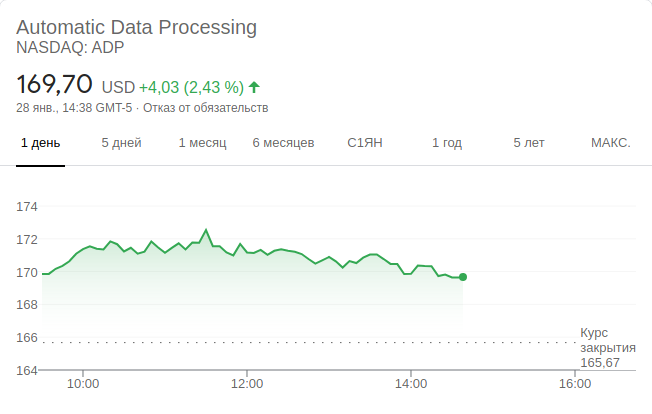 Automatic Data Processing
NASDAQ: ADP
169,70 USD +4,03 (2,43 %)
28 янв., 14:38 GMT-5 · Отказ от обязательств
1 день 5 дней 1 месяц 6 месяцев С1ЯН 1 год 5 лет МАКС.
174
172
170
168
166
Курс
закрытия
165,67
164
10:00 12:00 14:00 16:00